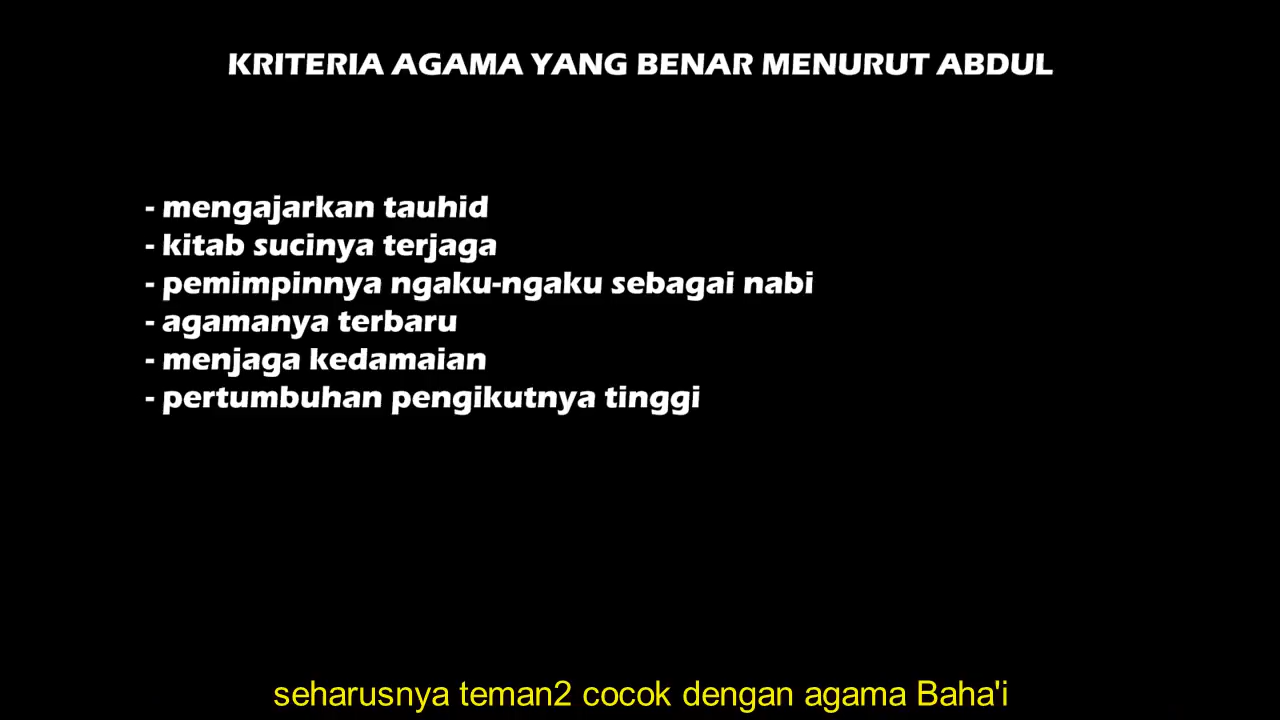 KRITERIA AGAMA YANG BENAR MENURUT ABDUL
- mengajarkan tauhid
- kitab sucinya terjaga
- pemimpinnya ngaku-ngaku sebagai nabi
- agamanya terbaru
- menjaga kedamaian
- pertumbuhan pengikutnya tinggi
seharusnya teman2 cocok dengan agama Baha'i